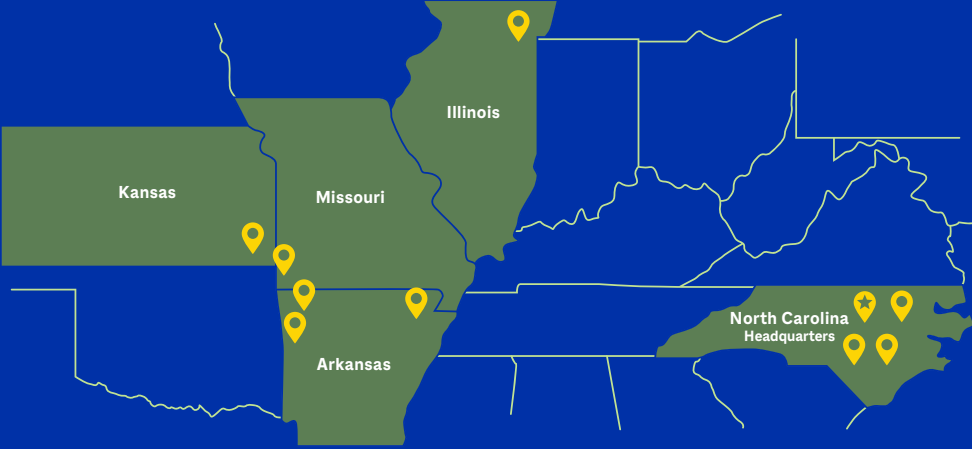 Illinois
Kansas
Missouri
North Carolina
Headquarters
Arkansas